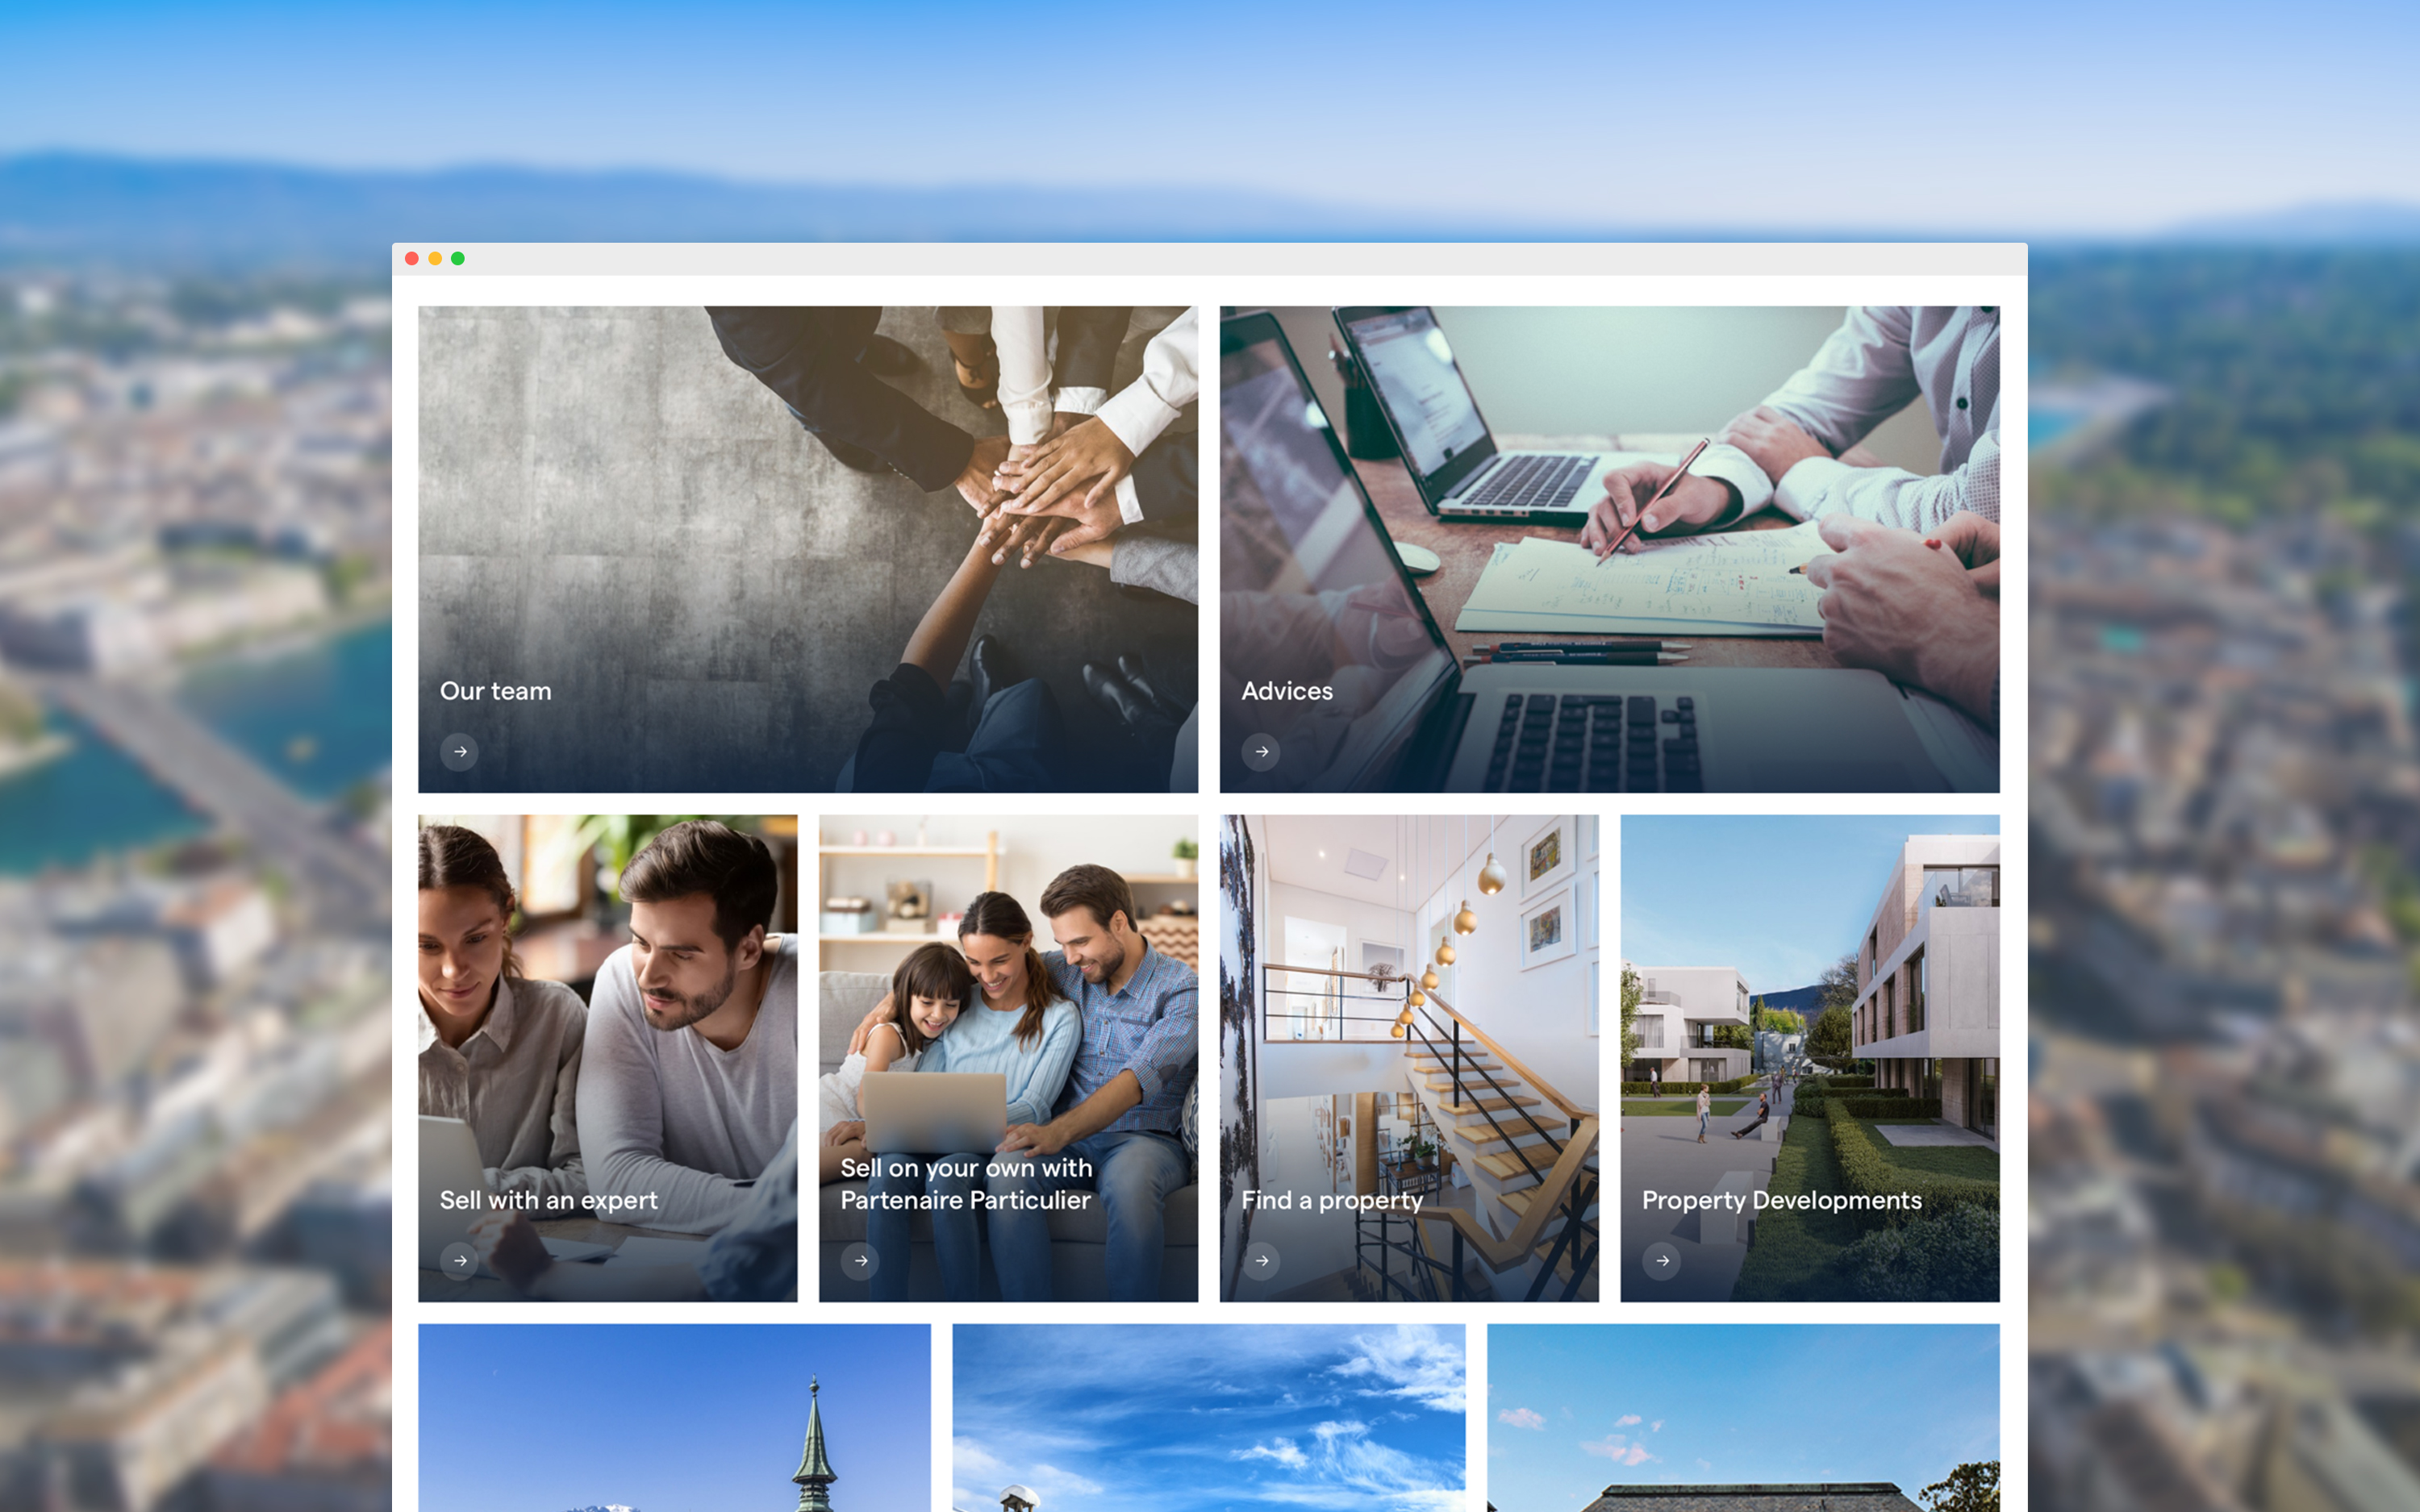 Our team
Advices
Sell with an expert
Sell on your own with
Partenaire Particulier
Find a property
Property Developments